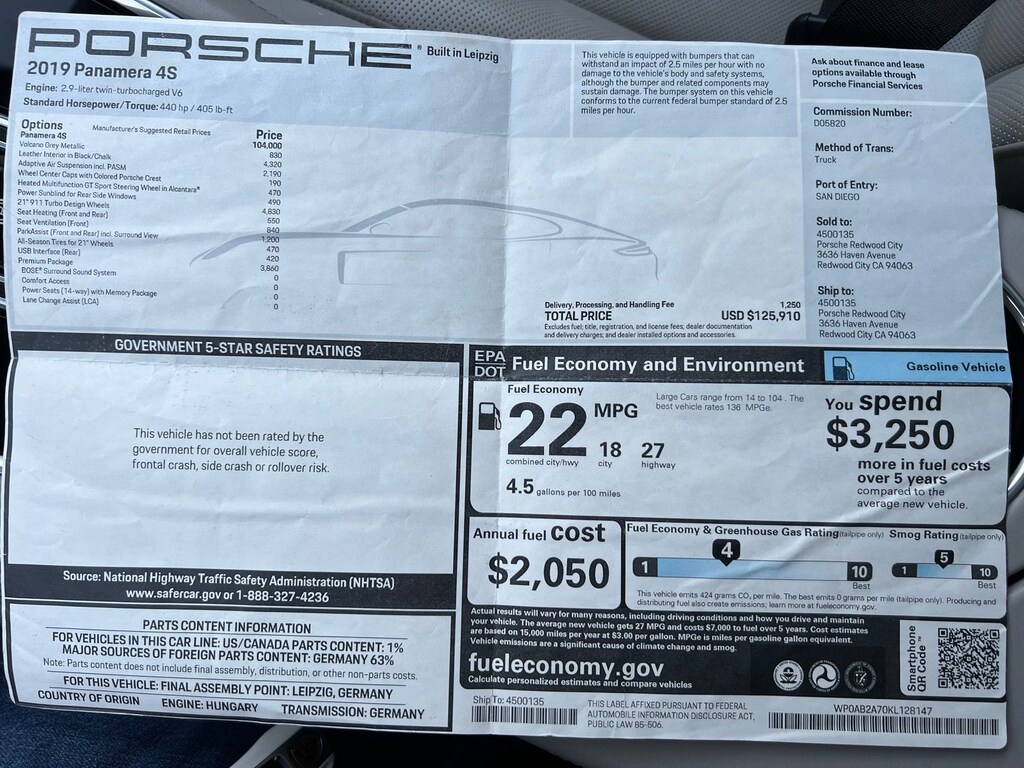 PORSCHE® Built in Leipzig
2019 Panamera 4S
Engine: 2.9-liter twin-turbocharged V6
Standard Horsepower/Torque: 440 hp / 405 lb-ft
Options Manufacturer's Suggested Retail Prices Price
Panamera 4S 104,000
Volcano Grey Metallic 830
Leather Interior in Black/Chalk 4,320
Adaptive Air Suspension incl. PASM 2,190
Wheel Center Caps with Colored Porsche Crest 190
Heated Multifunction GT Sport Steering Wheel in Alcantara® 470
Power Sunblind for Rear Side Windows 490
21" 911 Turbo Design Wheels 4,830
Seat Heating (Front and Rear) 550
Seat Ventilation (Front) 840
ParkAssist (Front and Rear) incl. Surround View 1,200
All-Season Tires for 21" Wheels 470
USB Interface (Rear) 420
Premium Package 3,860
BOSE® Surround Sound System 0
Comfort Access 0
Power Seats (14-way) with Memory Package 0
Lane Change Assist (LCA) 0
This vehicle is equipped with bumpers that can
withstand an impact of 2.5 miles per hour with no
damage to the vehicle's body and safety systems,
although the bumper and related components may
sustain damage. The bumper system on this vehicle
conforms to the current federal bumper standard of 2.5
miles per hour.
Delivery, Processing, and Handling Fee 1,250
TOTAL PRICE USD $125,910
Excludes fuel; title, registration, and license fees; dealer documentation
and delivery charges; and dealer installed options and accessories.
Ask about finance and lease
options available through
Porsche Financial Services
Commission Number:
D05820
Method of Trans:
Truck
Port of Entry:
SAN DIEGO
Sold to:
4500135
Porsche Redwood City
3636 Haven Avenue
Redwood City CA 94063
Ship to:
4500135
Porsche Redwood City
3636 Haven Avenue
Redwood City CA 94063
GOVERNMENT 5-STAR SAFETY RATINGS
This vehicle has not been rated by the
government for overall vehicle score,
frontal crash, side crash or rollover risk.
Source: National Highway Traffic Safety Administration (NHTSA)
www.safercar.gov or 1-888-327-4236
PARTS CONTENT INFORMATION
FOR VEHICLES IN THIS CAR LINE: US/CANADA PARTS CONTENT: 1%
MAJOR SOURCES OF FOREIGN PARTS CONTENT: GERMANY 63%
Note: Parts content does not include final assembly, distribution, or other non-parts costs.
FOR THIS VEHICLE: FINAL ASSEMBLY POINT: LEIPZIG, GERMANY
COUNTRY OF ORIGIN ENGINE: HUNGARY TRANSMISSION: GERMANY
EPA
DOT Fuel Economy and Environment Gasoline Vehicle
Fuel Economy
22 MPG
combined city/hwy
18 city
27 highway
4.5 gallons per 100 miles
Large Cars range from 14 to 104 . The
best vehicle rates 136 MPGe.
You spend
$3,250
more in fuel costs
over 5 years
compared to the
average new vehicle.
Annual fuel cost
$2,050
Fuel Economy & Greenhouse Gas Rating (tailpipe only)
1 4 10
Best
Smog Rating (tailpipe only)
1 5 10
Best
This vehicle emits 424 grams CO₂ per mile. The best emits 0 grams per mile (tailpipe only). Producing and
distributing fuel also create emissions; learn more at fueleconomy.gov.
Actual results will vary for many reasons, including driving conditions and how you drive and maintain
your vehicle. The average new vehicle gets 27 MPG and costs $7,000 to fuel over 5 years. Cost estimates
are based on 15,000 miles per year at $3.00 per gallon. MPGe is miles per gasoline gallon equivalent.
Vehicle emissions are a significant cause of climate change and smog.
fueleconomy.gov
Calculate personalized estimates and compare vehicles
Smartphone
QR Code™
Ship To: 4500135
THIS LABEL AFFIXED PURSUANT TO FEDERAL
AUTOMOBILE INFORMATION DISCLOSURE ACT,
PUBLIC LAW 85-506.
WP0AB2A70KL128147